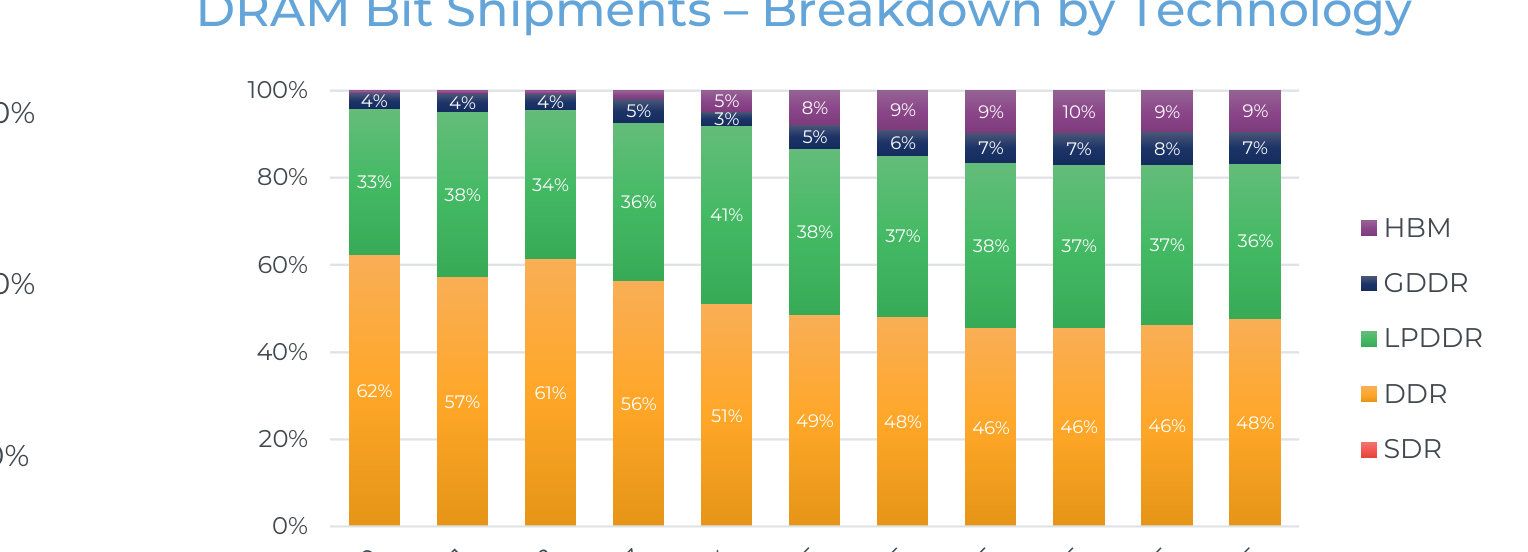 DRAM Bit Shipments – Breakdown by Technology
100%
80%
60%
40%
20%
0%
4% 4% 4% 5% 5% 8% 9% 9% 10% 9% 9%
3% 5% 6% 7% 7% 8% 7%
33% 38% 34% 36% 41% 38% 37% 38% 37% 37% 36%
62% 57% 61% 56% 51% 49% 48% 46% 46% 46% 48%
HBM
GDDR
LPDDR
DDR
SDR